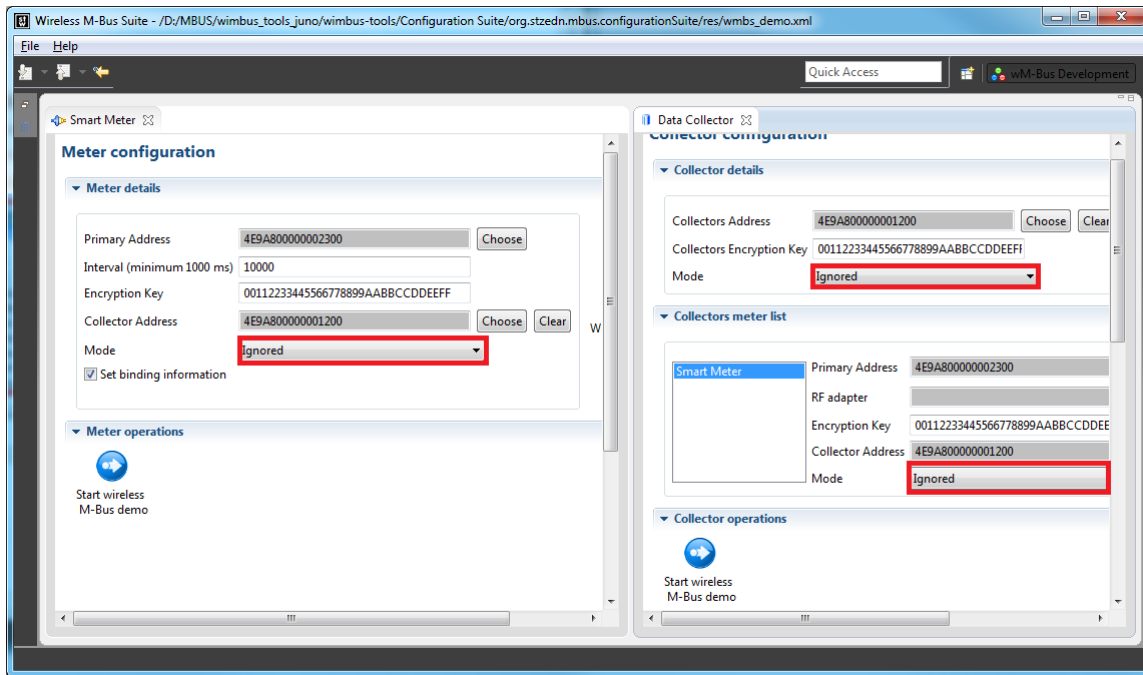 Wireless M-Bus Suite - /D:/MBUS/wimbus_tools_juno/wimbus-tools/Configuration Suite/org.stzedn.mbus.configurationSuite/res/wmbs_demo.xml
File Help
Quick Access
wM-Bus Development
Smart Meter
Meter configuration
Meter details
Primary Address 4E9A800000002300 Choose
Interval (minimum 1000 ms) 10000
Encryption Key 00112233445566778899AABBCCDDEEFF
Collector Address 4E9A800000001200 Choose Clear
W
Mode Ignored
Set binding information
Meter operations
Start wireless
M-Bus demo
Data Collector
Collector configuration
Collector details
Collectors Address 4E9A800000001200 Choose Clear
Collectors Encryption Key 00112233445566778899AABBCCDDEEF
Mode Ignored
Collectors meter list
Smart Meter
Primary Address 4E9A800000002300
RF adapter
Encryption Key 00112233445566778899AABBCCDDEE
Collector Address 4E9A800000001200
Mode Ignored
Collector operations
Start wireless
M-Bus demo